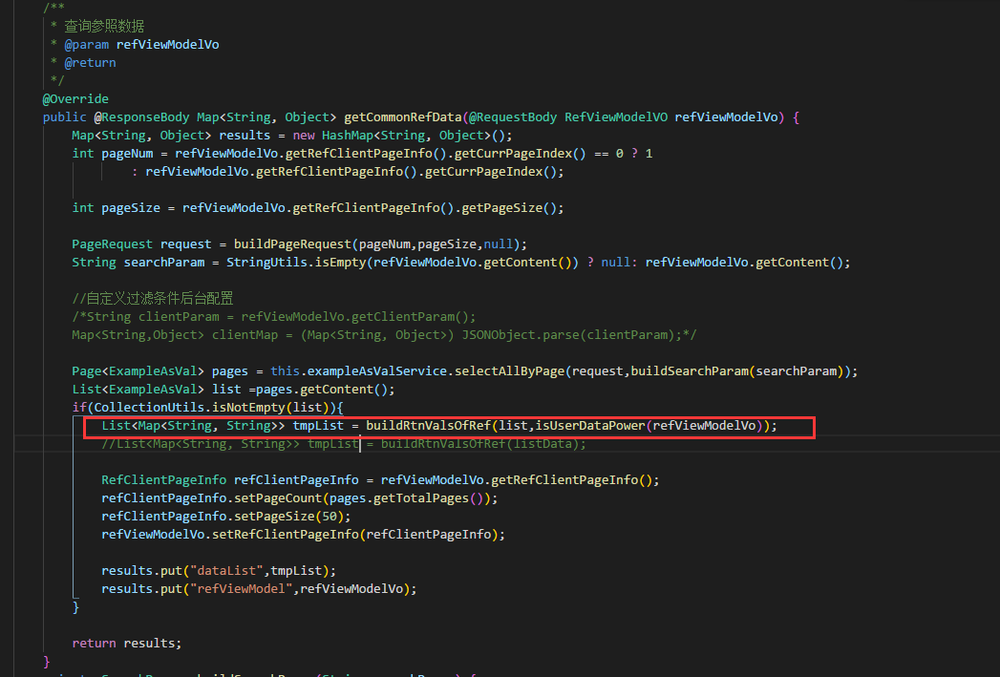 /**
* 查询参照数据
* @param refViewModelVo
* @return
*/
@Override
public @ResponseBody Map<String, Object> getCommonRefData(@RequestBody RefViewModelVO refViewModelVo) {
Map<String, Object> results = new HashMap<String, Object>();
int pageNum = refViewModelVo.getRefClientPageInfo().getCurrPageIndex() == 0 ? 1
: refViewModelVo.getRefClientPageInfo().getCurrPageIndex();
int pageSize = refViewModelVo.getRefClientPageInfo().getPageSize();
PageRequest request = buildPageRequest(pageNum,pageSize,null);
String searchParam = StringUtils.isEmpty(refViewModelVo.getContent()) ? null: refViewModelVo.getContent();
//自定义过滤条件后台配置
/*String clientParam = refViewModelVo.getClientParam();
Map<String,Object> clientMap = (Map<String, Object>) JSONObject.parse(clientParam);*/
Page<ExampleAsVal> pages = this.exampleAsValService.selectAllByPage(request,buildSearchParam(searchParam));
List<ExampleAsVal> list =pages.getContent();
if(CollectionUtils.isNotEmpty(list)){
List<Map<String, String>> tmpList = buildRtnValsOfRef(list,isUserDataPower(refViewModelVo));
//List<Map<String, String>> tmpList = buildRtnValsOfRef(listData);
RefClientPageInfo refClientPageInfo = refViewModelVo.getRefClientPageInfo();
refClientPageInfo.setPageCount(pages.getTotalPages());
refClientPageInfo.setPageSize(50);
refViewModelVo.setRefClientPageInfo(refClientPageInfo);
results.put("dataList",tmpList);
results.put("refViewModel",refViewModelVo);
}
return results;
}